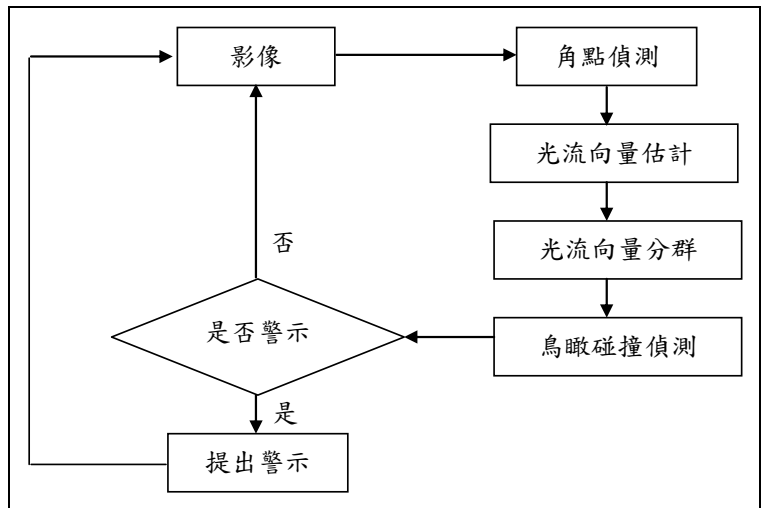 影像
角點偵測
光流向量估計
光流向量分群
鳥瞰碰撞偵測
是否警示
否
是
提出警示